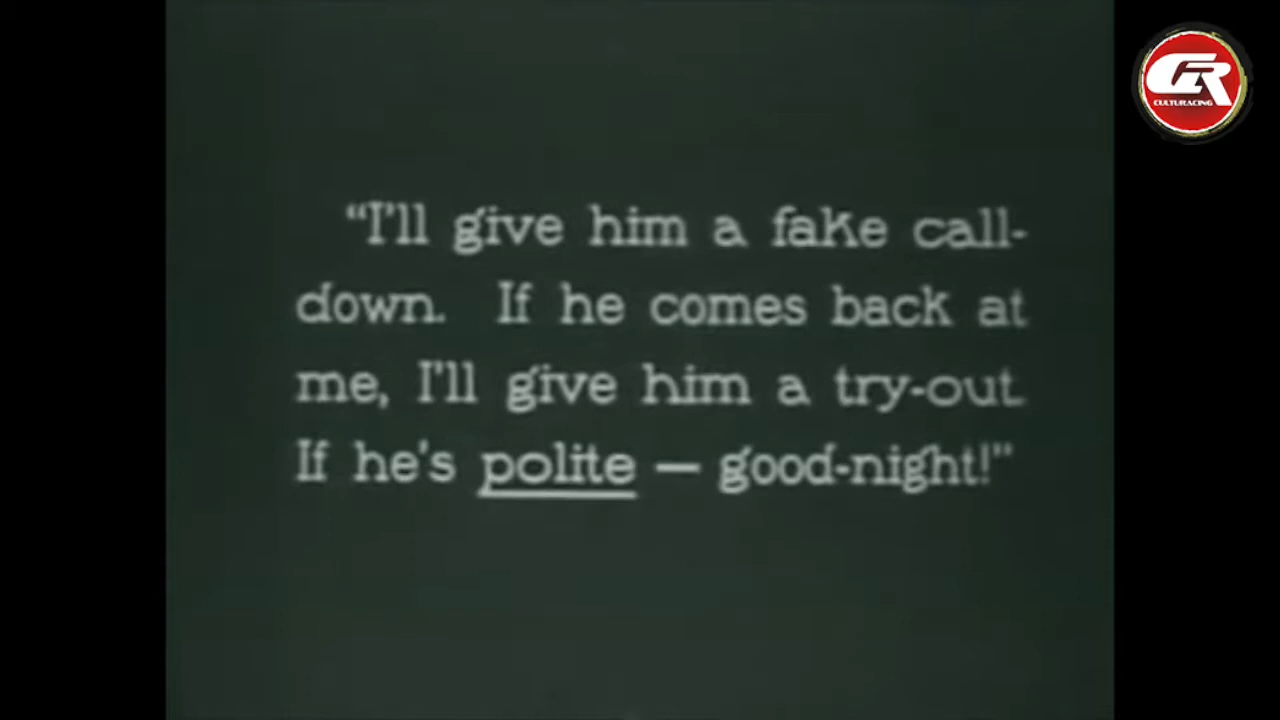 "I'll give him a fake call-
down. If he comes back at
me, I'll give him a try-out.
If he's polite — good-night!"
CR
CULTURACING